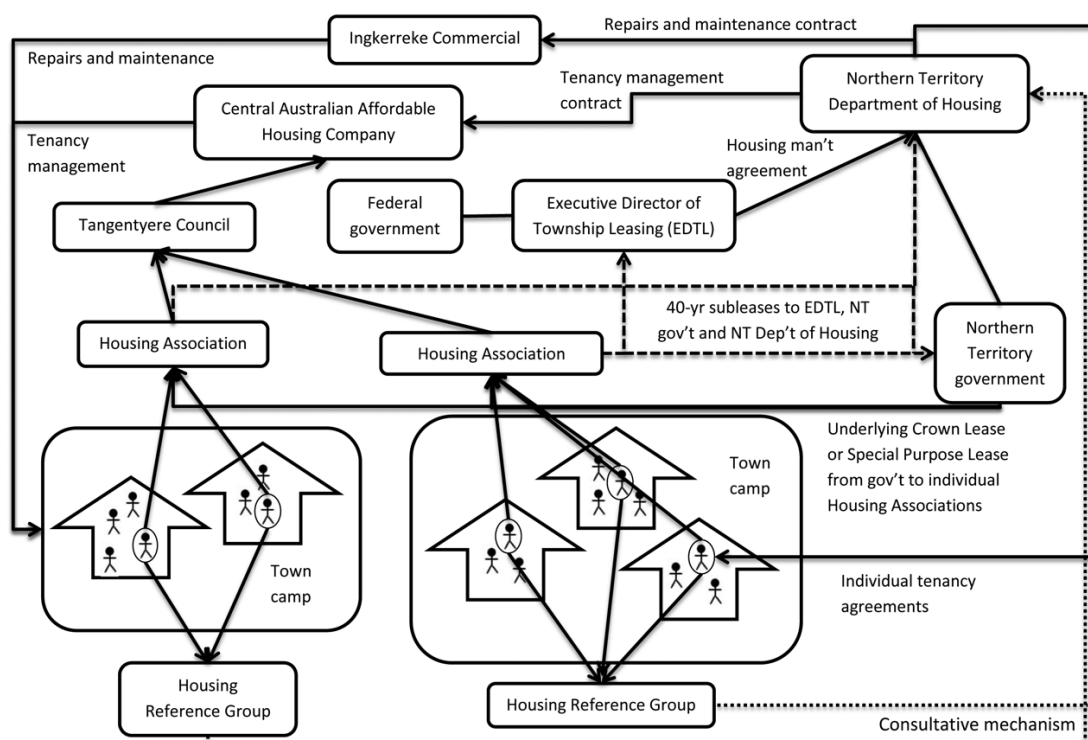 Ingkerreke Commercial
Repairs and maintenance contract
Repairs and maintenance
Northern Territory
Department of Housing
Tenancy management
contract
Central Australian Affordable
Housing Company
Tenancy
management
Housing man’t
agreement
Federal
government
Executive Director of
Township Leasing (EDTL)
Tangentyere Council
40-yr subleases to EDTL, NT
gov’t and NT Dep’t of Housing
Housing Association
Housing Association
Northern
Territory
government
Underlying Crown Lease
or Special Purpose Lease
from gov’t to individual
Housing Associations
Town
camp
Town
camp
Individual tenancy
agreements
Housing
Reference Group
Housing Reference Group
Consultative mechanism